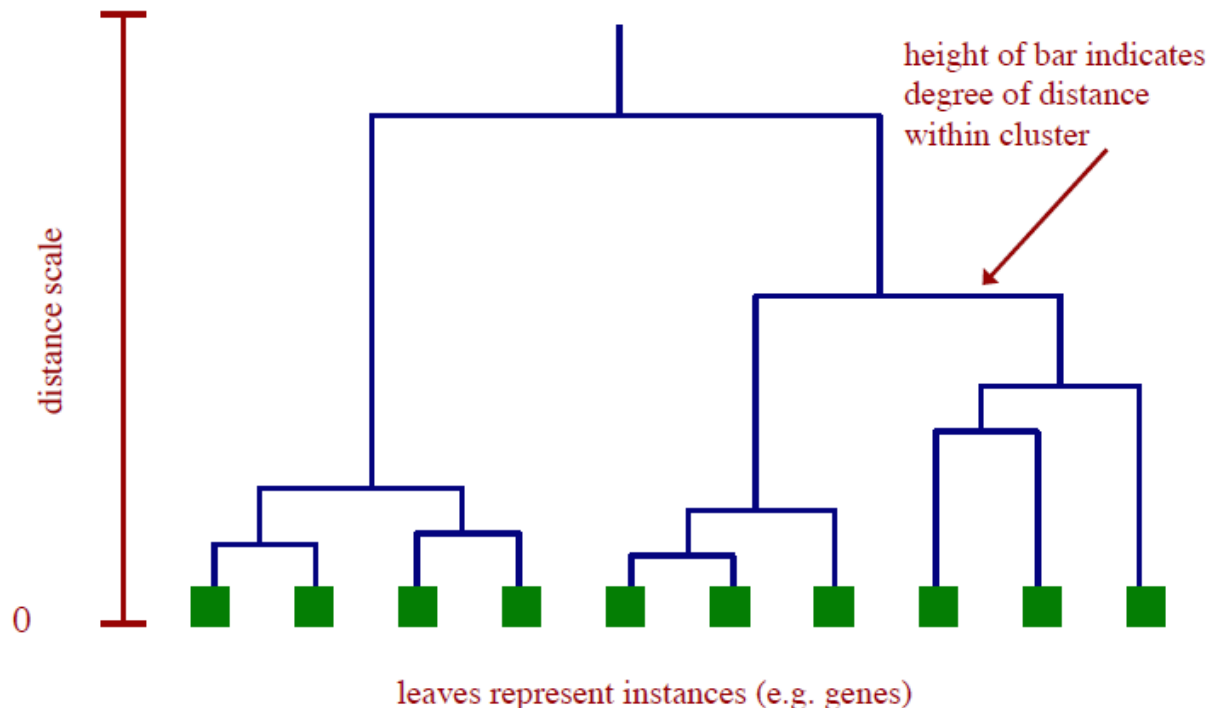 height of bar indicates
degree of distance
within cluster
distance scale
0
leaves represent instances (e.g. genes)